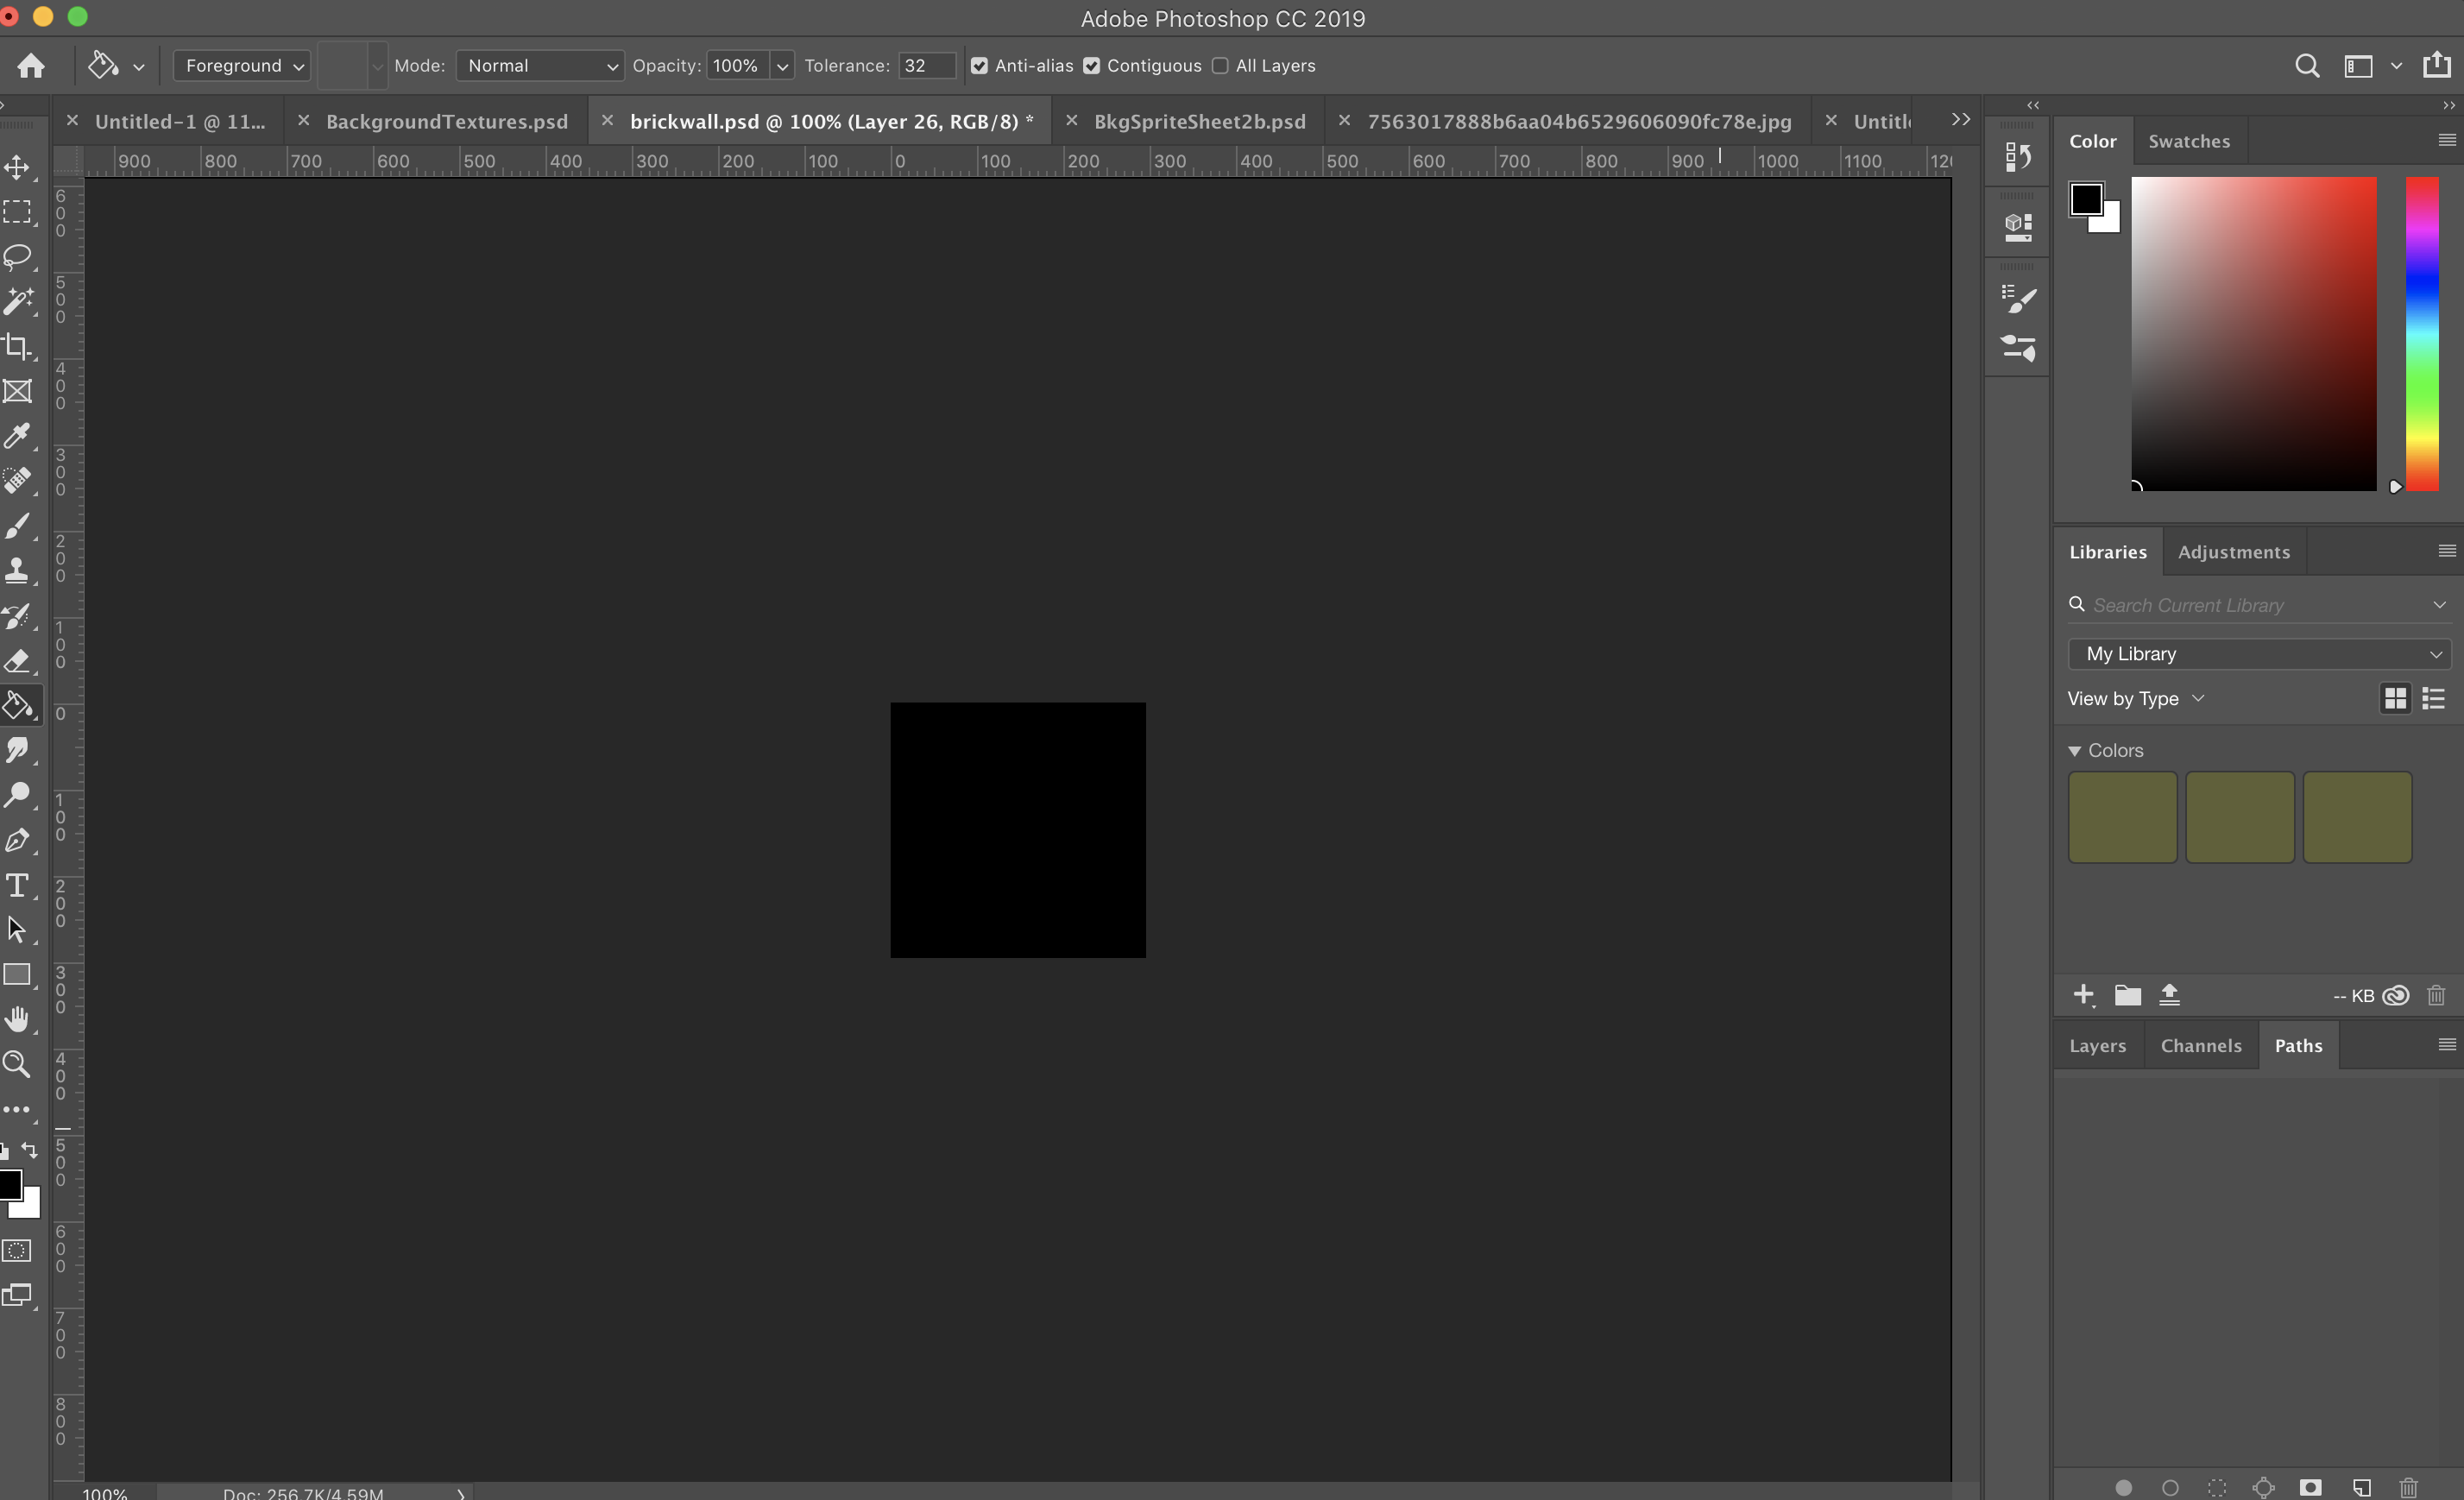 Adobe Photoshop CC 2019
Foreground Mode: Normal Opacity: 100% Tolerance: 32 Anti-alias Contiguous All Layers
Untitled-1 @ 11... BackgroundTextures.psd brickwall.psd @ 100% (Layer 26, RGB/8) * BkgSpriteSheet2b.psd 7563017888b6aa04b6529606090fc78e.jpg
900 800 700 600 500 400 300 200 100 0 100 200 300 400 500 600 700 800 900 1000 1100
600
500
400
300
200
100
0
100
200
300
400
500
600
700
800
Color Swatches
Libraries Adjustments
Search Current Library
My Library
View by Type
Colors
-- KB
Layers Channels Paths
100% Doc: 256.7K/4.59M